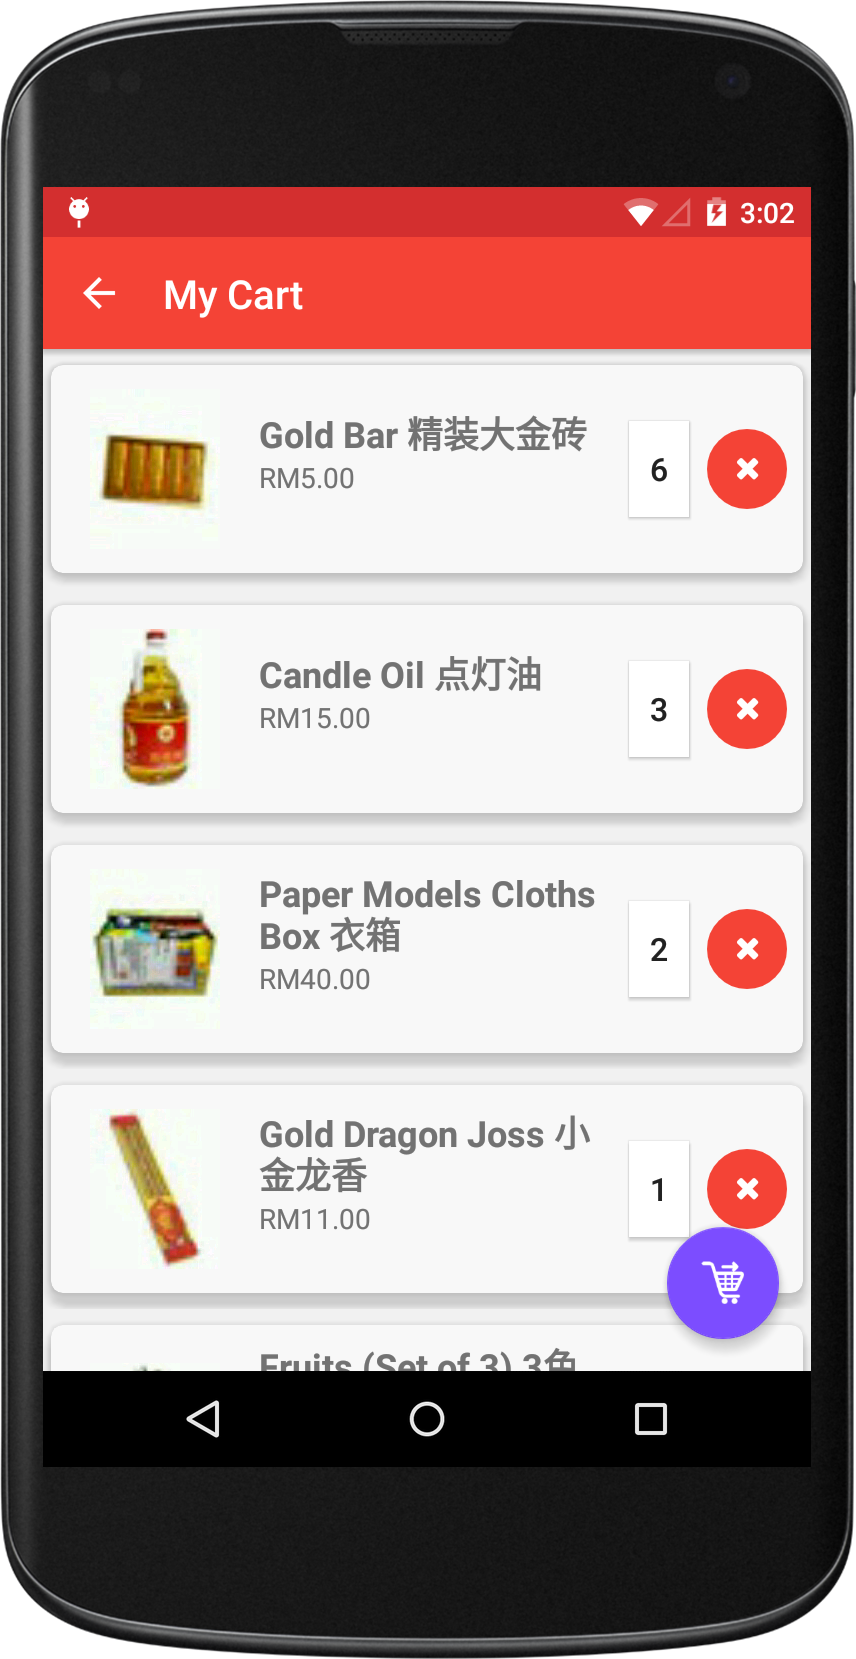 3:02
My Cart
Gold Bar 精装大金砖
RM5.00
6
Candle Oil 点灯油
RM15.00
3
Paper Models Cloths
Box 衣箱
RM40.00
2
Gold Dragon Joss 小
金龙香
RM11.00
1
Fruits (Set of 3) 3色